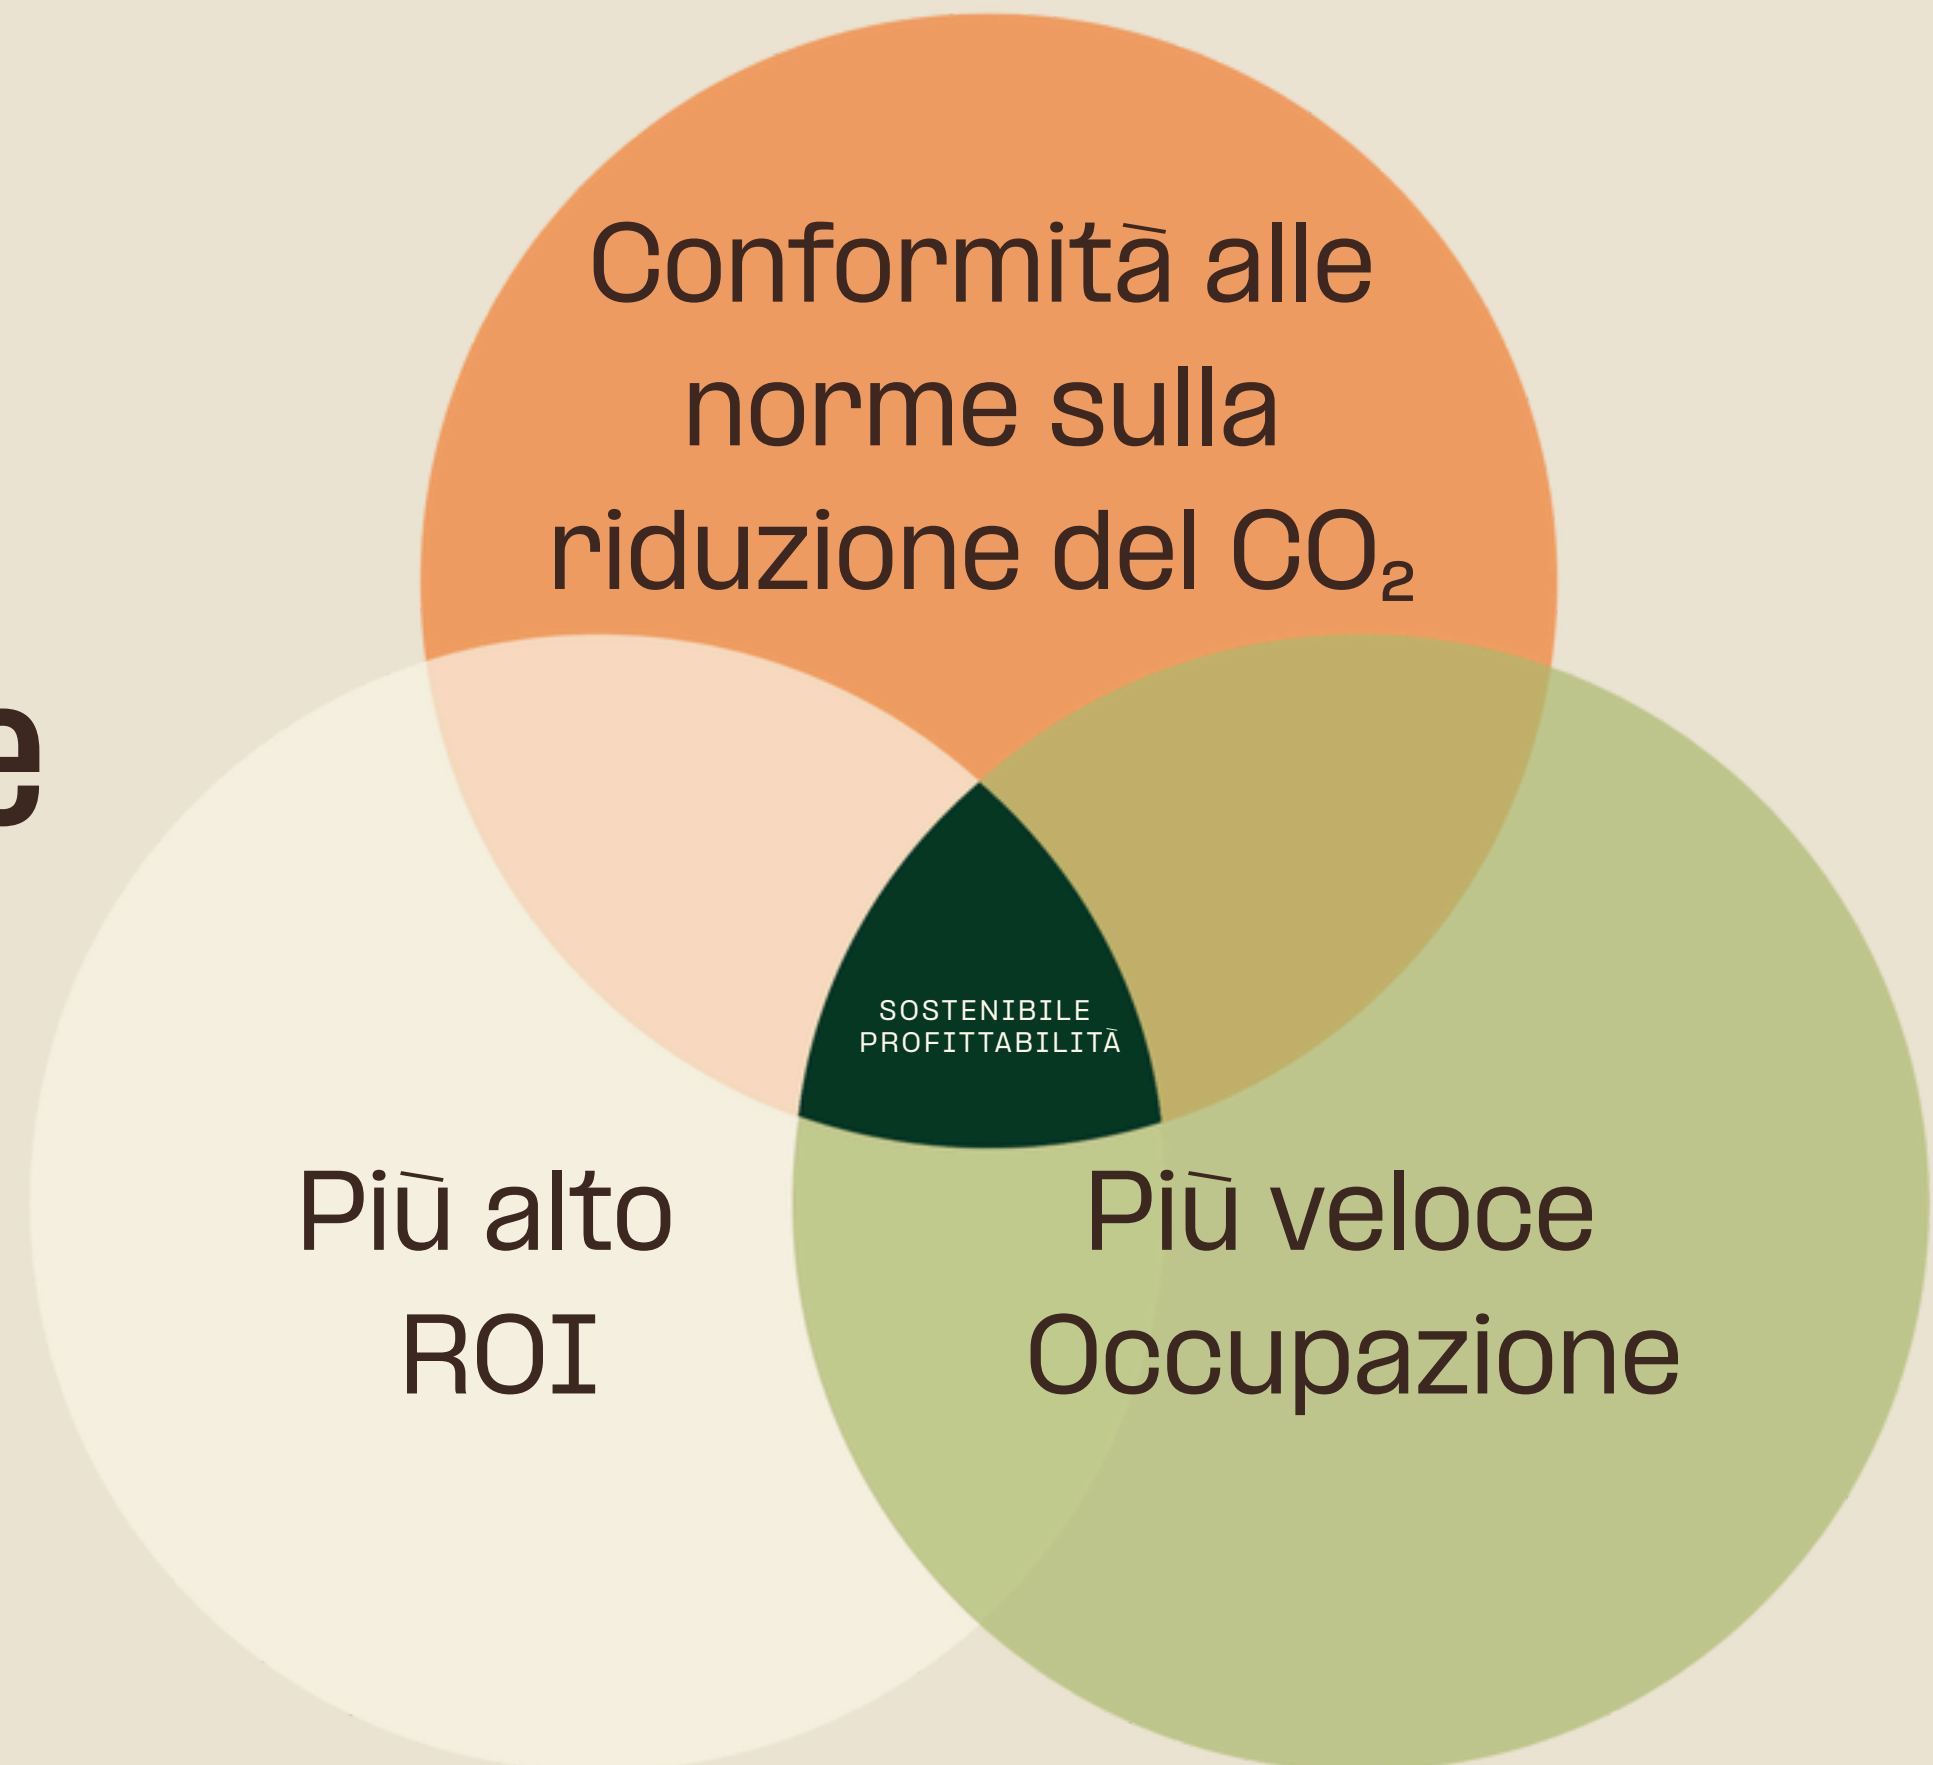 Conformità alle
norme sulla
riduzione del CO₂
e
SOSTENIBILE
PROFITTABILITÀ
Più alto
ROI
Più veloce
Occupazione